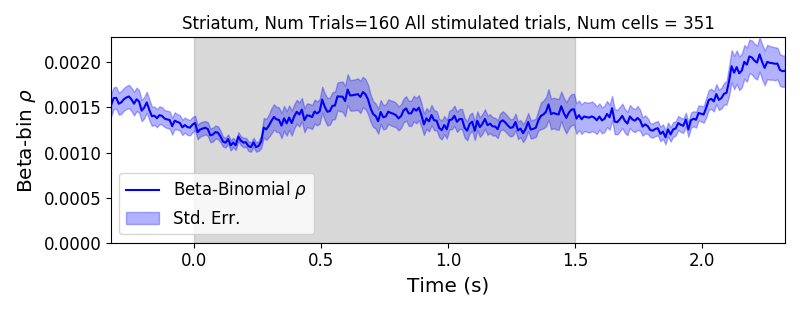 Striatum, Num Trials=160 All stimulated trials, Num cells = 351
Beta-bin ρ
0.0020
0.0015
0.0010
0.0005
0.0000
Beta-Binomial ρ
Std. Err.
0.0
0.5
1.0
1.5
2.0
Time (s)